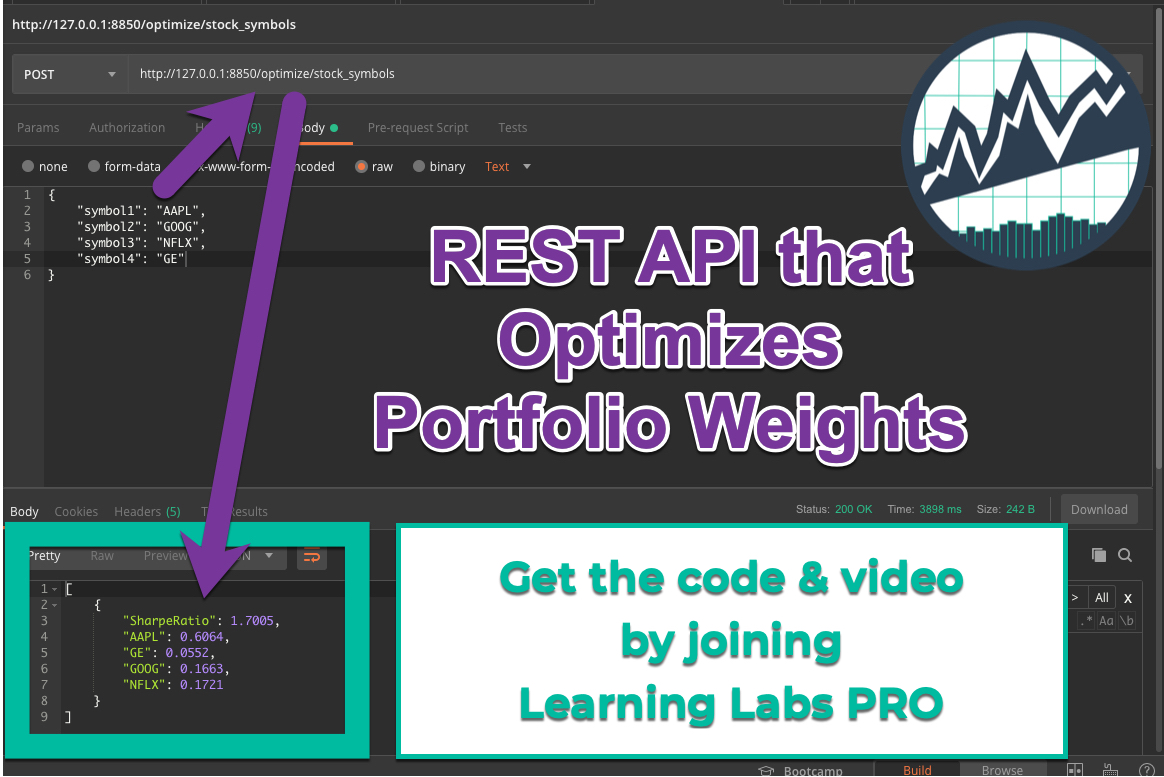 http://127.0.0.1:8850/optimize/stock_symbols
POST http://127.0.0.1:8850/optimize/stock_symbols
Params Authorization (9) Pre-request Script Tests
none form-data raw binary Text
1 {
2 "symbol1": "AAPL",
3 "symbol2": "GOOG",
4 "symbol3": "NFLX",
5 "symbol4": "GE"
6 }
REST API that
Optimizes
Portfolio Weights
Body Cookies Headers (5) Status: 200 OK Time: 3898 ms Size: 242 B Download
Pretty Raw Preview
1 [
2 {
3 "SharpeRatio": 1.7005,
4 "AAPL": 0.6064,
5 "GE": 0.0552,
6 "GOOG": 0.1663,
7 "NFLX": 0.1721
8 }
9 ]
Get the code & video
by joining
Learning Labs PRO
> All X
.* Aa \b
Bootcamp Build Browse